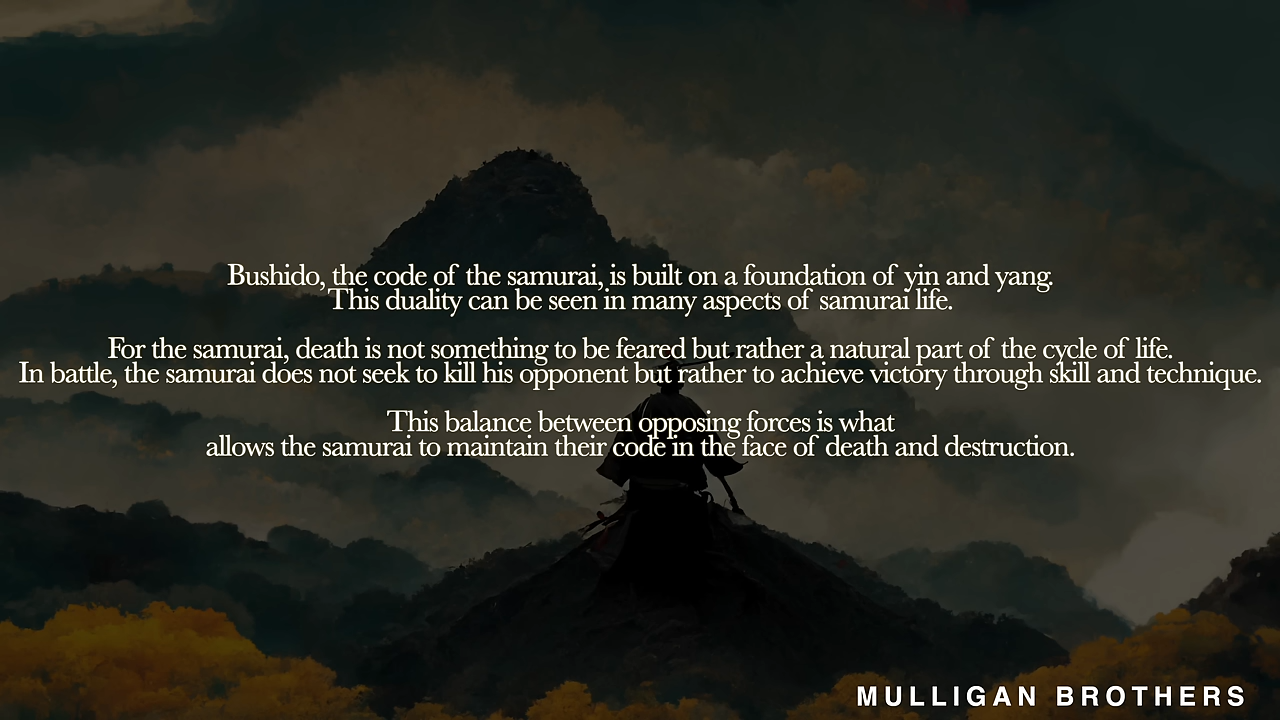 Bushido, the code of the samurai, is built on a foundation of yin and yang.
This duality can be seen in many aspects of samurai life.
For the samurai, death is not something to be feared but rather a natural part of the cycle of life.
In battle, the samurai does not seek to kill his opponent but rather to achieve victory through skill and technique.
This balance between opposing forces is what
allows the samurai to maintain their code in the face of death and destruction.
MULLIGAN BROTHERS